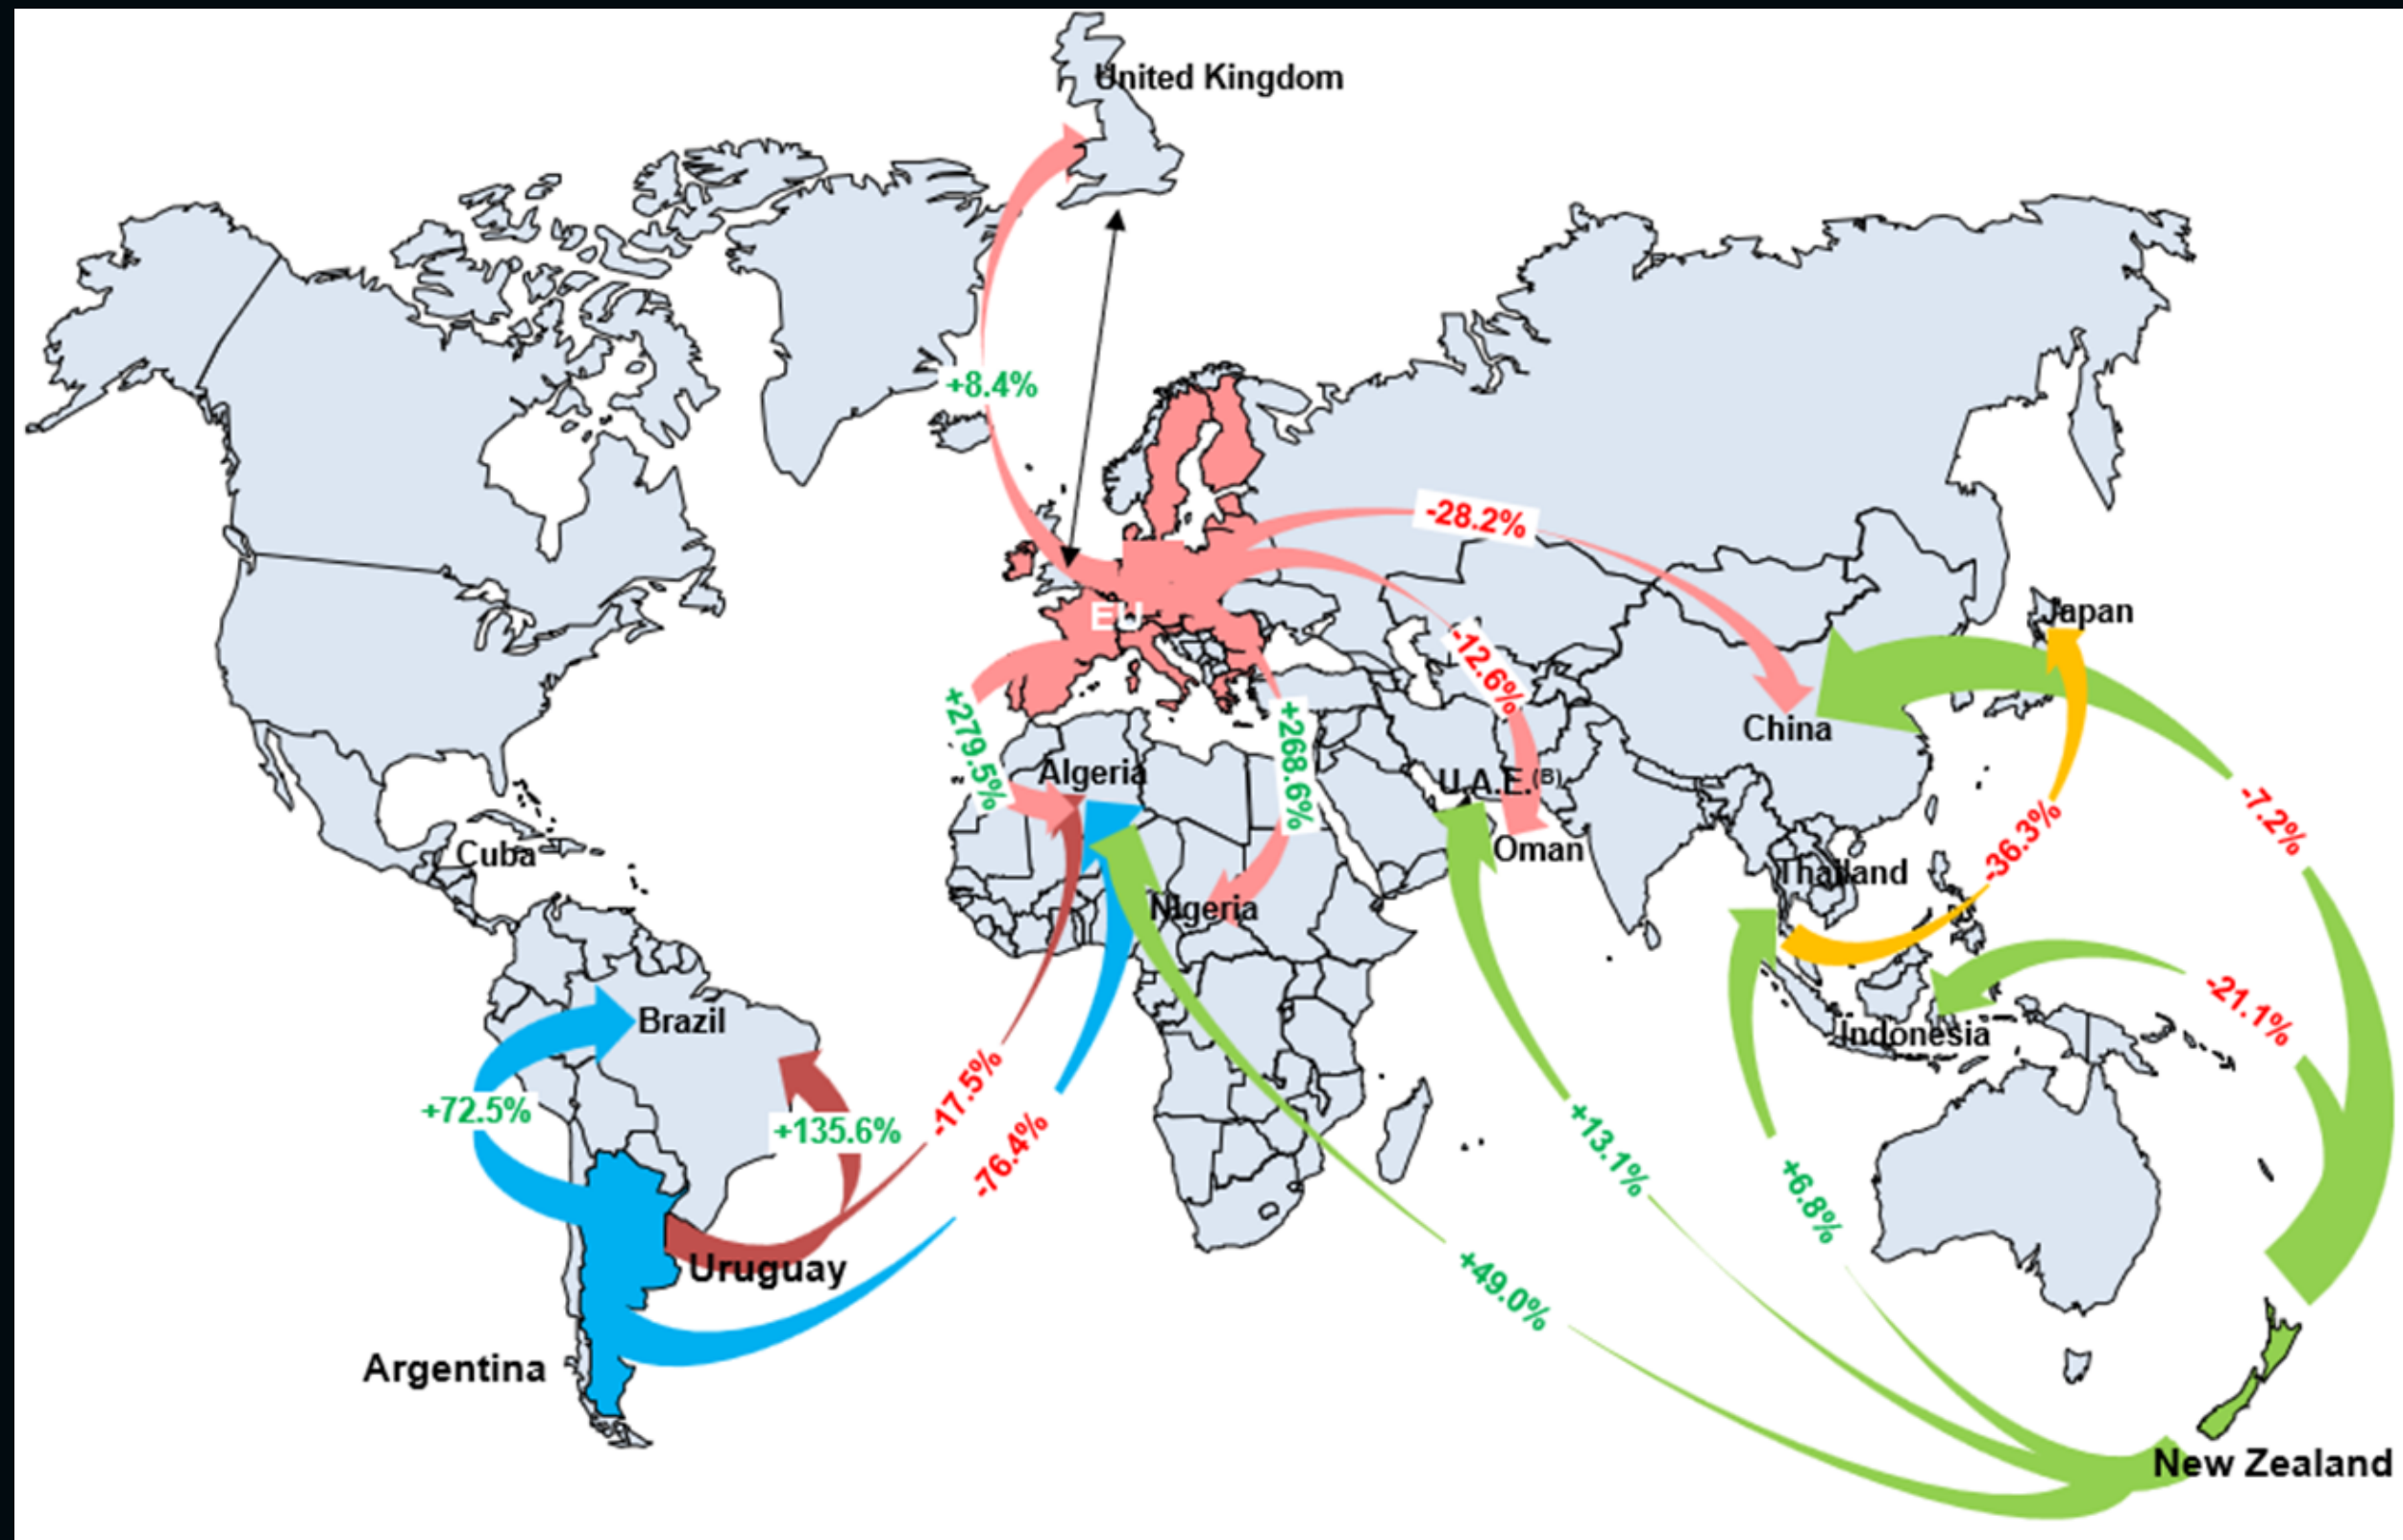 United Kingdom
+8.4%
-28.2%
EU
Japan
-12.6%
+279.5%
+268.6%
China
Algeria
U.A.E.(B)
-7.2%
-36.3%
Oman
Cuba
Thailand
Nigeria
-21.1%
Brazil
Indonesia
+72.5%
+135.6%
-17.5%
-76.4%
+13.1%
+6.8%
Uruguay
+49.0%
Argentina
New Zealand